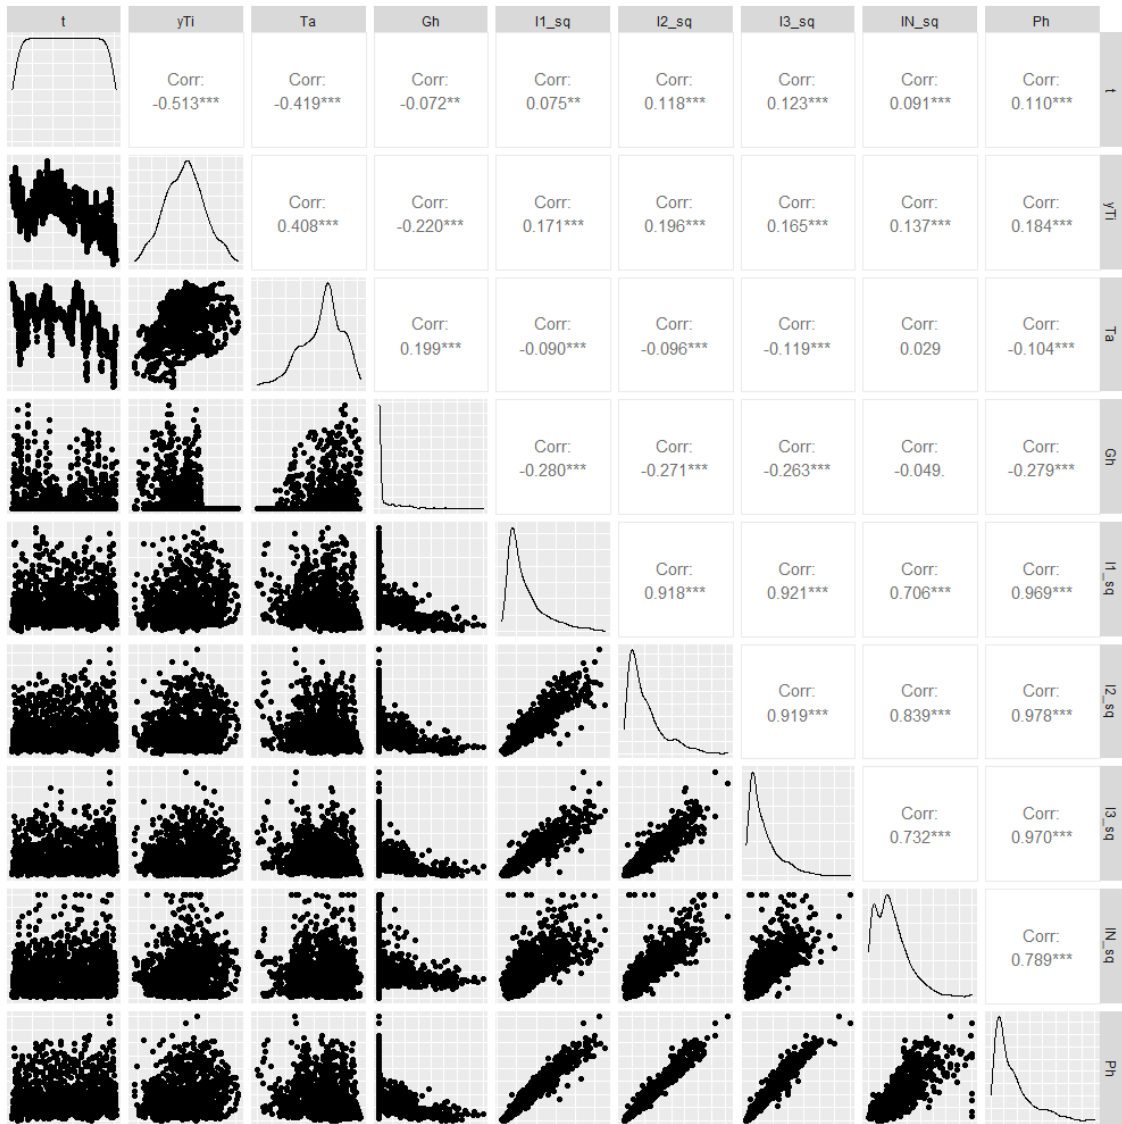 t yTi Ta Gh I1_sq I2_sq I3_sq IN_sq Ph
Corr: Corr: Corr: Corr: Corr: Corr: Corr: Corr:
-0.513*** -0.419*** -0.072** 0.075** 0.118*** 0.123*** 0.091*** 0.110***
t
Corr: Corr: Corr: Corr: Corr: Corr: Corr:
0.408*** -0.220*** 0.171*** 0.196*** 0.165*** 0.137*** 0.184***
yTi
Corr: Corr: Corr: Corr: Corr: Corr:
0.199*** -0.090*** -0.096*** -0.119*** 0.029 -0.104***
Ta
Corr: Corr: Corr: Corr: Corr:
-0.280*** -0.271*** -0.263*** -0.049. -0.279***
Gh
Corr: Corr: Corr: Corr:
0.918*** 0.921*** 0.706*** 0.969***
I1_sq
Corr: Corr: Corr:
0.919*** 0.839*** 0.978***
I2_sq
Corr: Corr:
0.732*** 0.970***
I3_sq
Corr:
0.789***
IN_sq
Ph